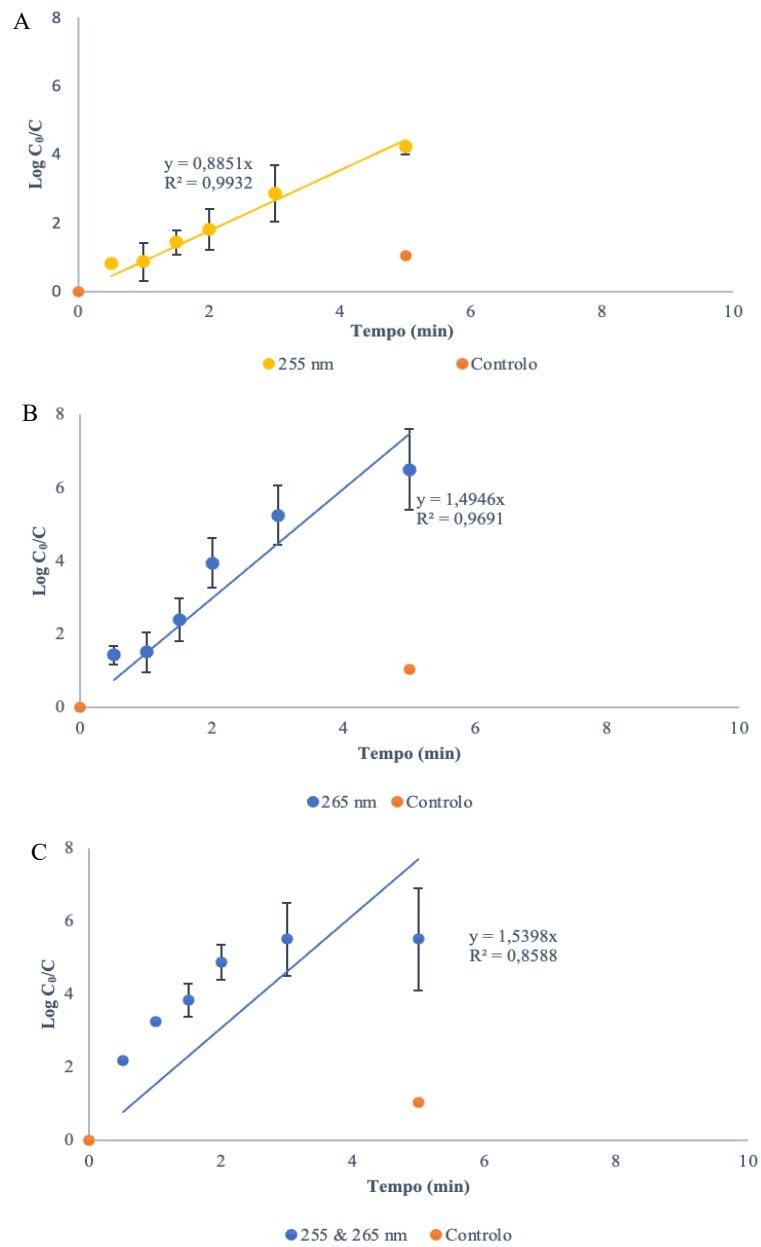 A
8
6
4
2
0
Log C₀/C
y = 0,8851x
R² = 0,9932
0 2 4 6 8 10
Tempo (min)
255 nm Controlo
B
8
6
4
2
0
Log C₀/C
y = 1,4946x
R² = 0,9691
0 2 4 6 8 10
Tempo (min)
265 nm Controlo
C
8
6
4
2
0
Log C₀/C
y = 1,5398x
R² = 0,8588
0 2 4 6 8 10
Tempo (min)
255 & 265 nm Controlo